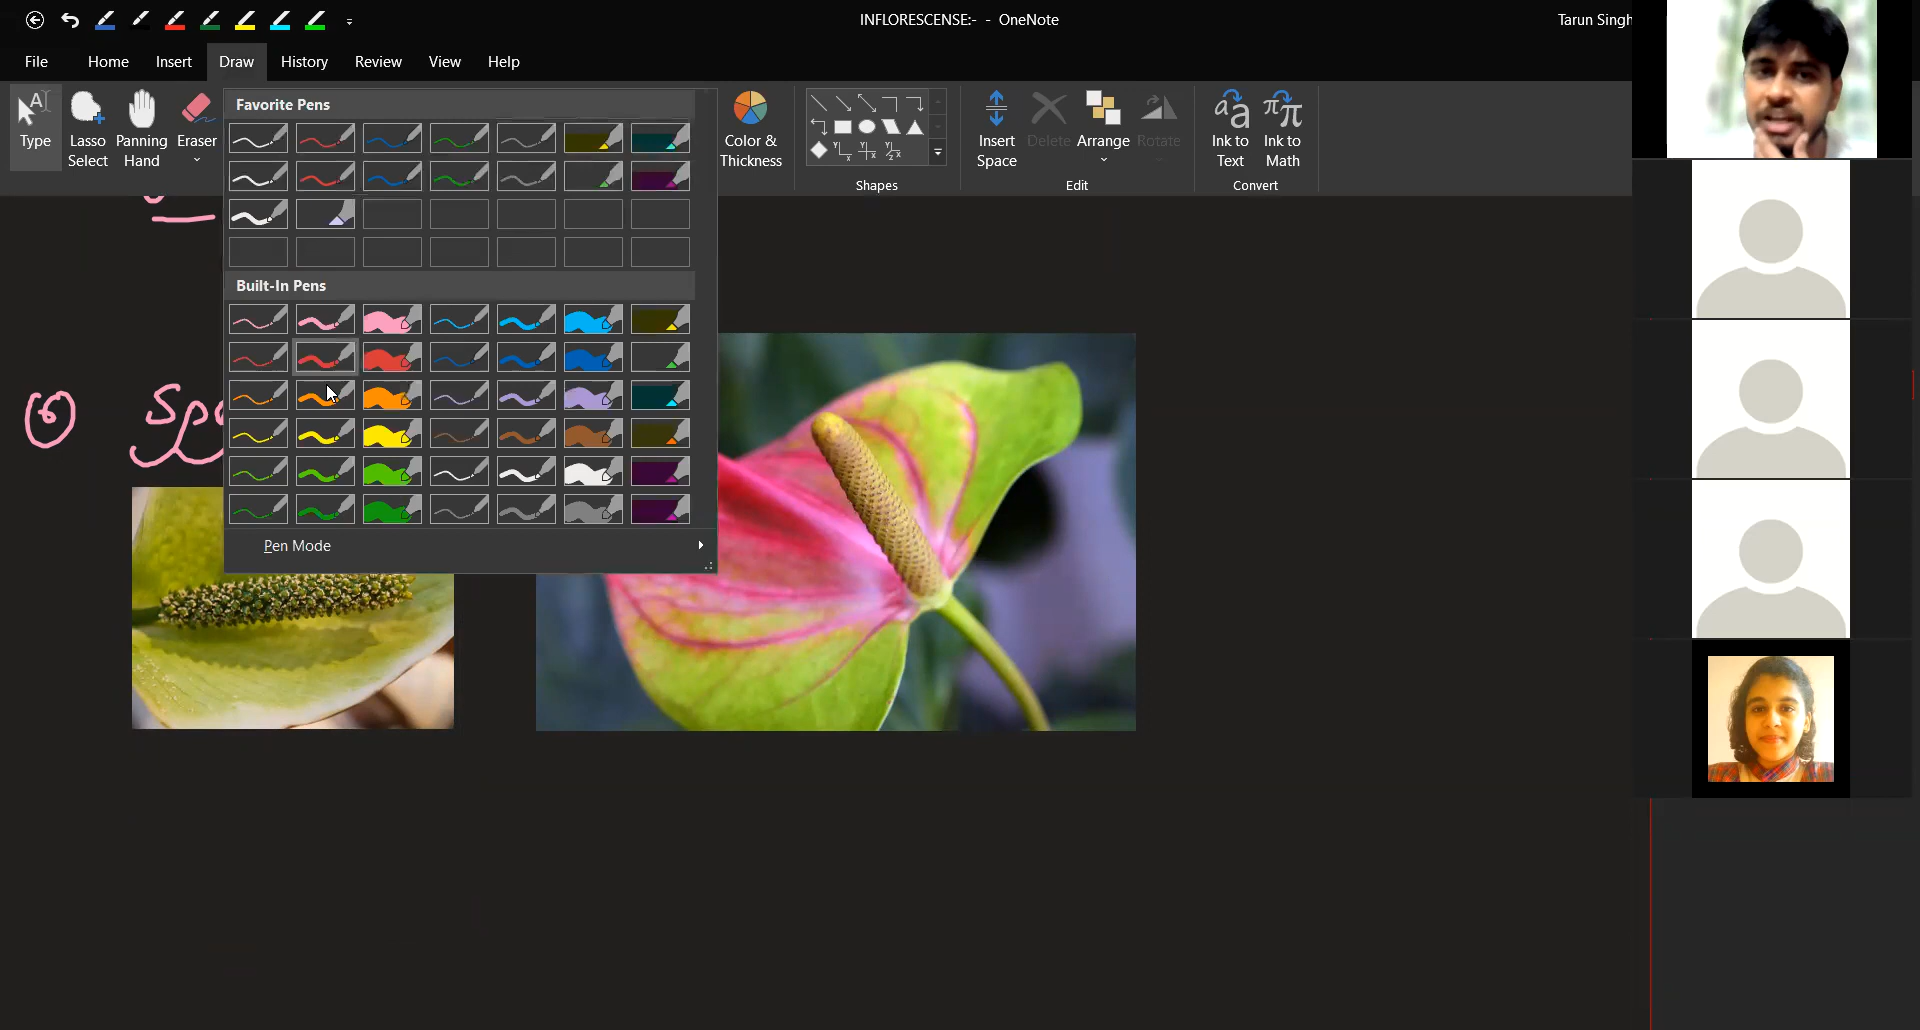 INFLORESCENSE:- - OneNote
Tarun Singh
File Home Insert Draw History Review View Help
Type
Lasso Select
Panning Hand
Eraser
Favorite Pens
Built-In Pens
Pen Mode
Color & Thickness
Shapes
Insert Space
Delete
Arrange
Rotate
Edit
Ink to Text
Ink to Math
Convert
6